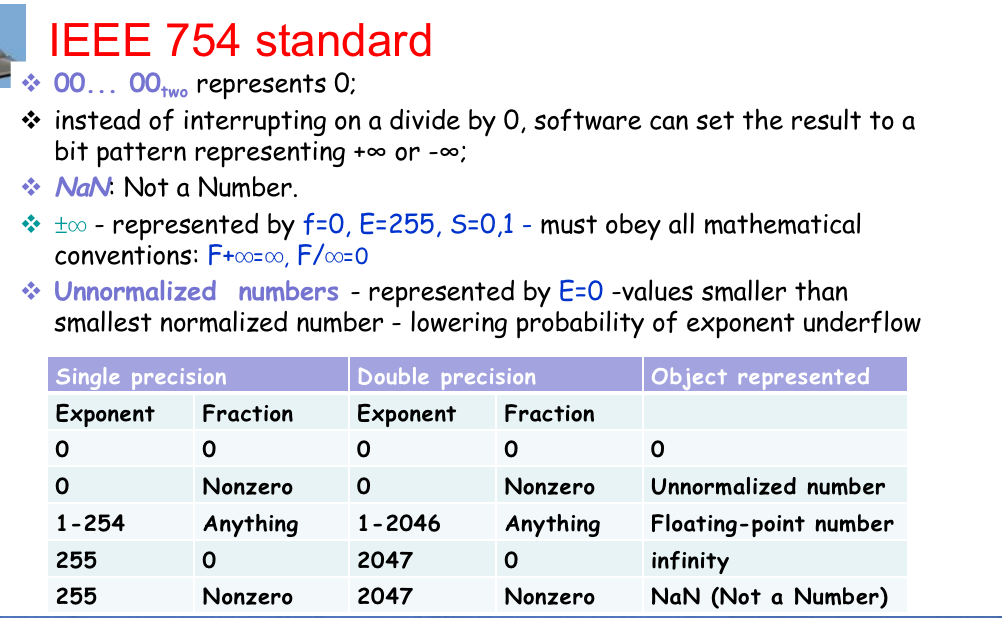 IEEE 754 standard
❖ 00... 00two represents 0;
❖ instead of interrupting on a divide by 0, software can set the result to a
bit pattern representing +∞ or -∞;
❖ NaN: Not a Number.
❖ ±∞ - represented by f=0, E=255, S=0,1 - must obey all mathematical
conventions: F+∞=∞, F/∞=0
❖ Unnormalized numbers - represented by E=0 -values smaller than
smallest normalized number - lowering probability of exponent underflow
Single precision Double precision Object represented
Exponent Fraction Exponent Fraction
0 0 0 0 0
0 Nonzero 0 Nonzero Unnormalized number
1-254 Anything 1-2046 Anything Floating-point number
255 0 2047 0 infinity
255 Nonzero 2047 Nonzero NaN (Not a Number)